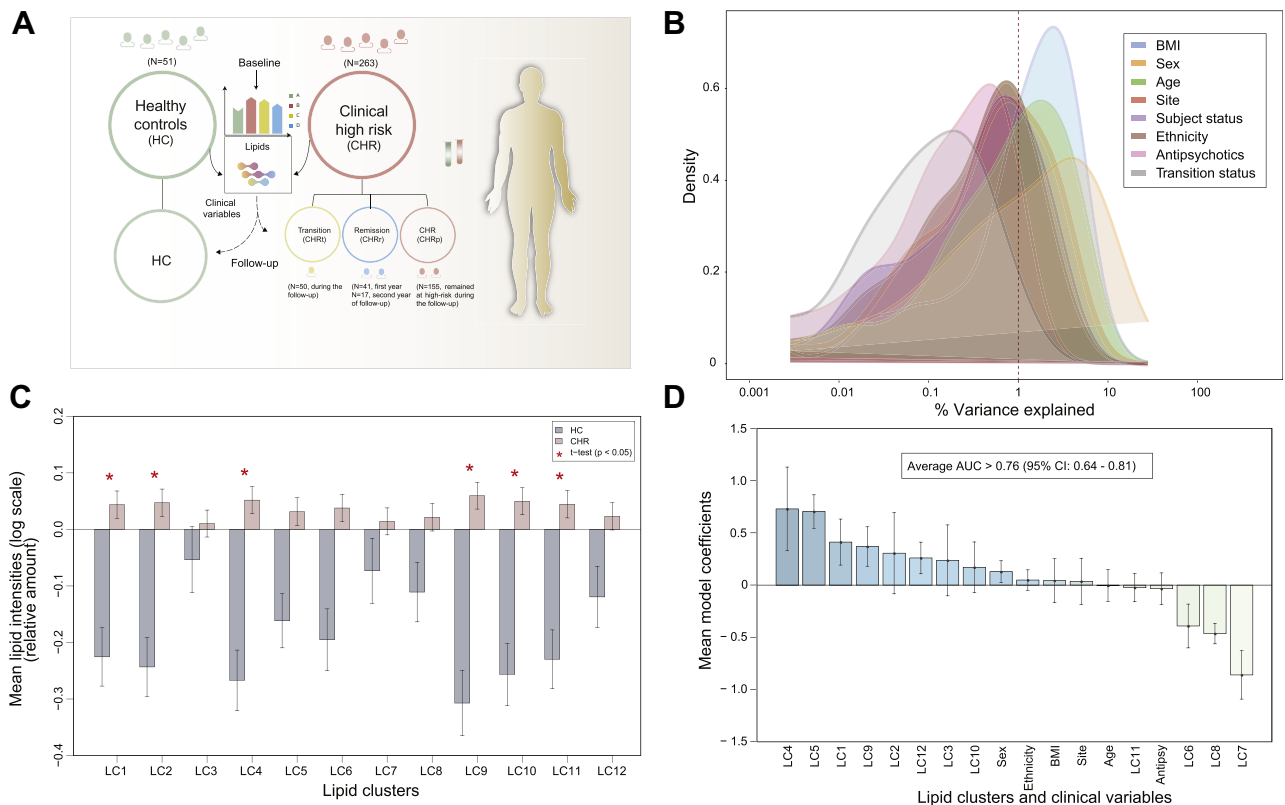 A
(N=51)
(N=263)
Baseline
Healthy
controls
(HC)
A
B
C
D
Clinical
high risk
(CHR)
Lipids
Clinical
variables
HC
Follow-up
Transition
(CHRt)
Remission
(CHRr)
CHR
(CHRp)
(N=50, during the
follow-up)
(N=41, first year
N=17, second year
of follow-up)
(N=155, remained
at high-risk during
the follow-up)
B
Density
0.6
0.4
0.2
0
0.001
0.01
0.1
1
10
100
% Variance explained
BMI
Sex
Age
Site
Subject status
Ethnicity
Antipsychotics
Transition status
C
Mean lipid intensities (log scale)
(relative amount)
0.2
0.1
0.0
−0.1
−0.2
−0.3
−0.4
HC
CHR
* t−test (p < 0.05)
* * * * * *
LC1 LC2 LC3 LC4 LC5 LC6 LC7 LC8 LC9 LC10 LC11 LC12
Lipid clusters
D
Mean model coefficients
1.5
1.0
0.5
0
− 0.5
− 1.0
− 1.5
Average AUC > 0.76 (95% CI: 0.64 - 0.81)
LC4 LC5 LC1 LC9 LC2 LC12 LC3 LC10 Sex Ethnicity BMI Site Age LC11 Antipsy LC6 LC8 LC7
Lipid clusters and clinical variables